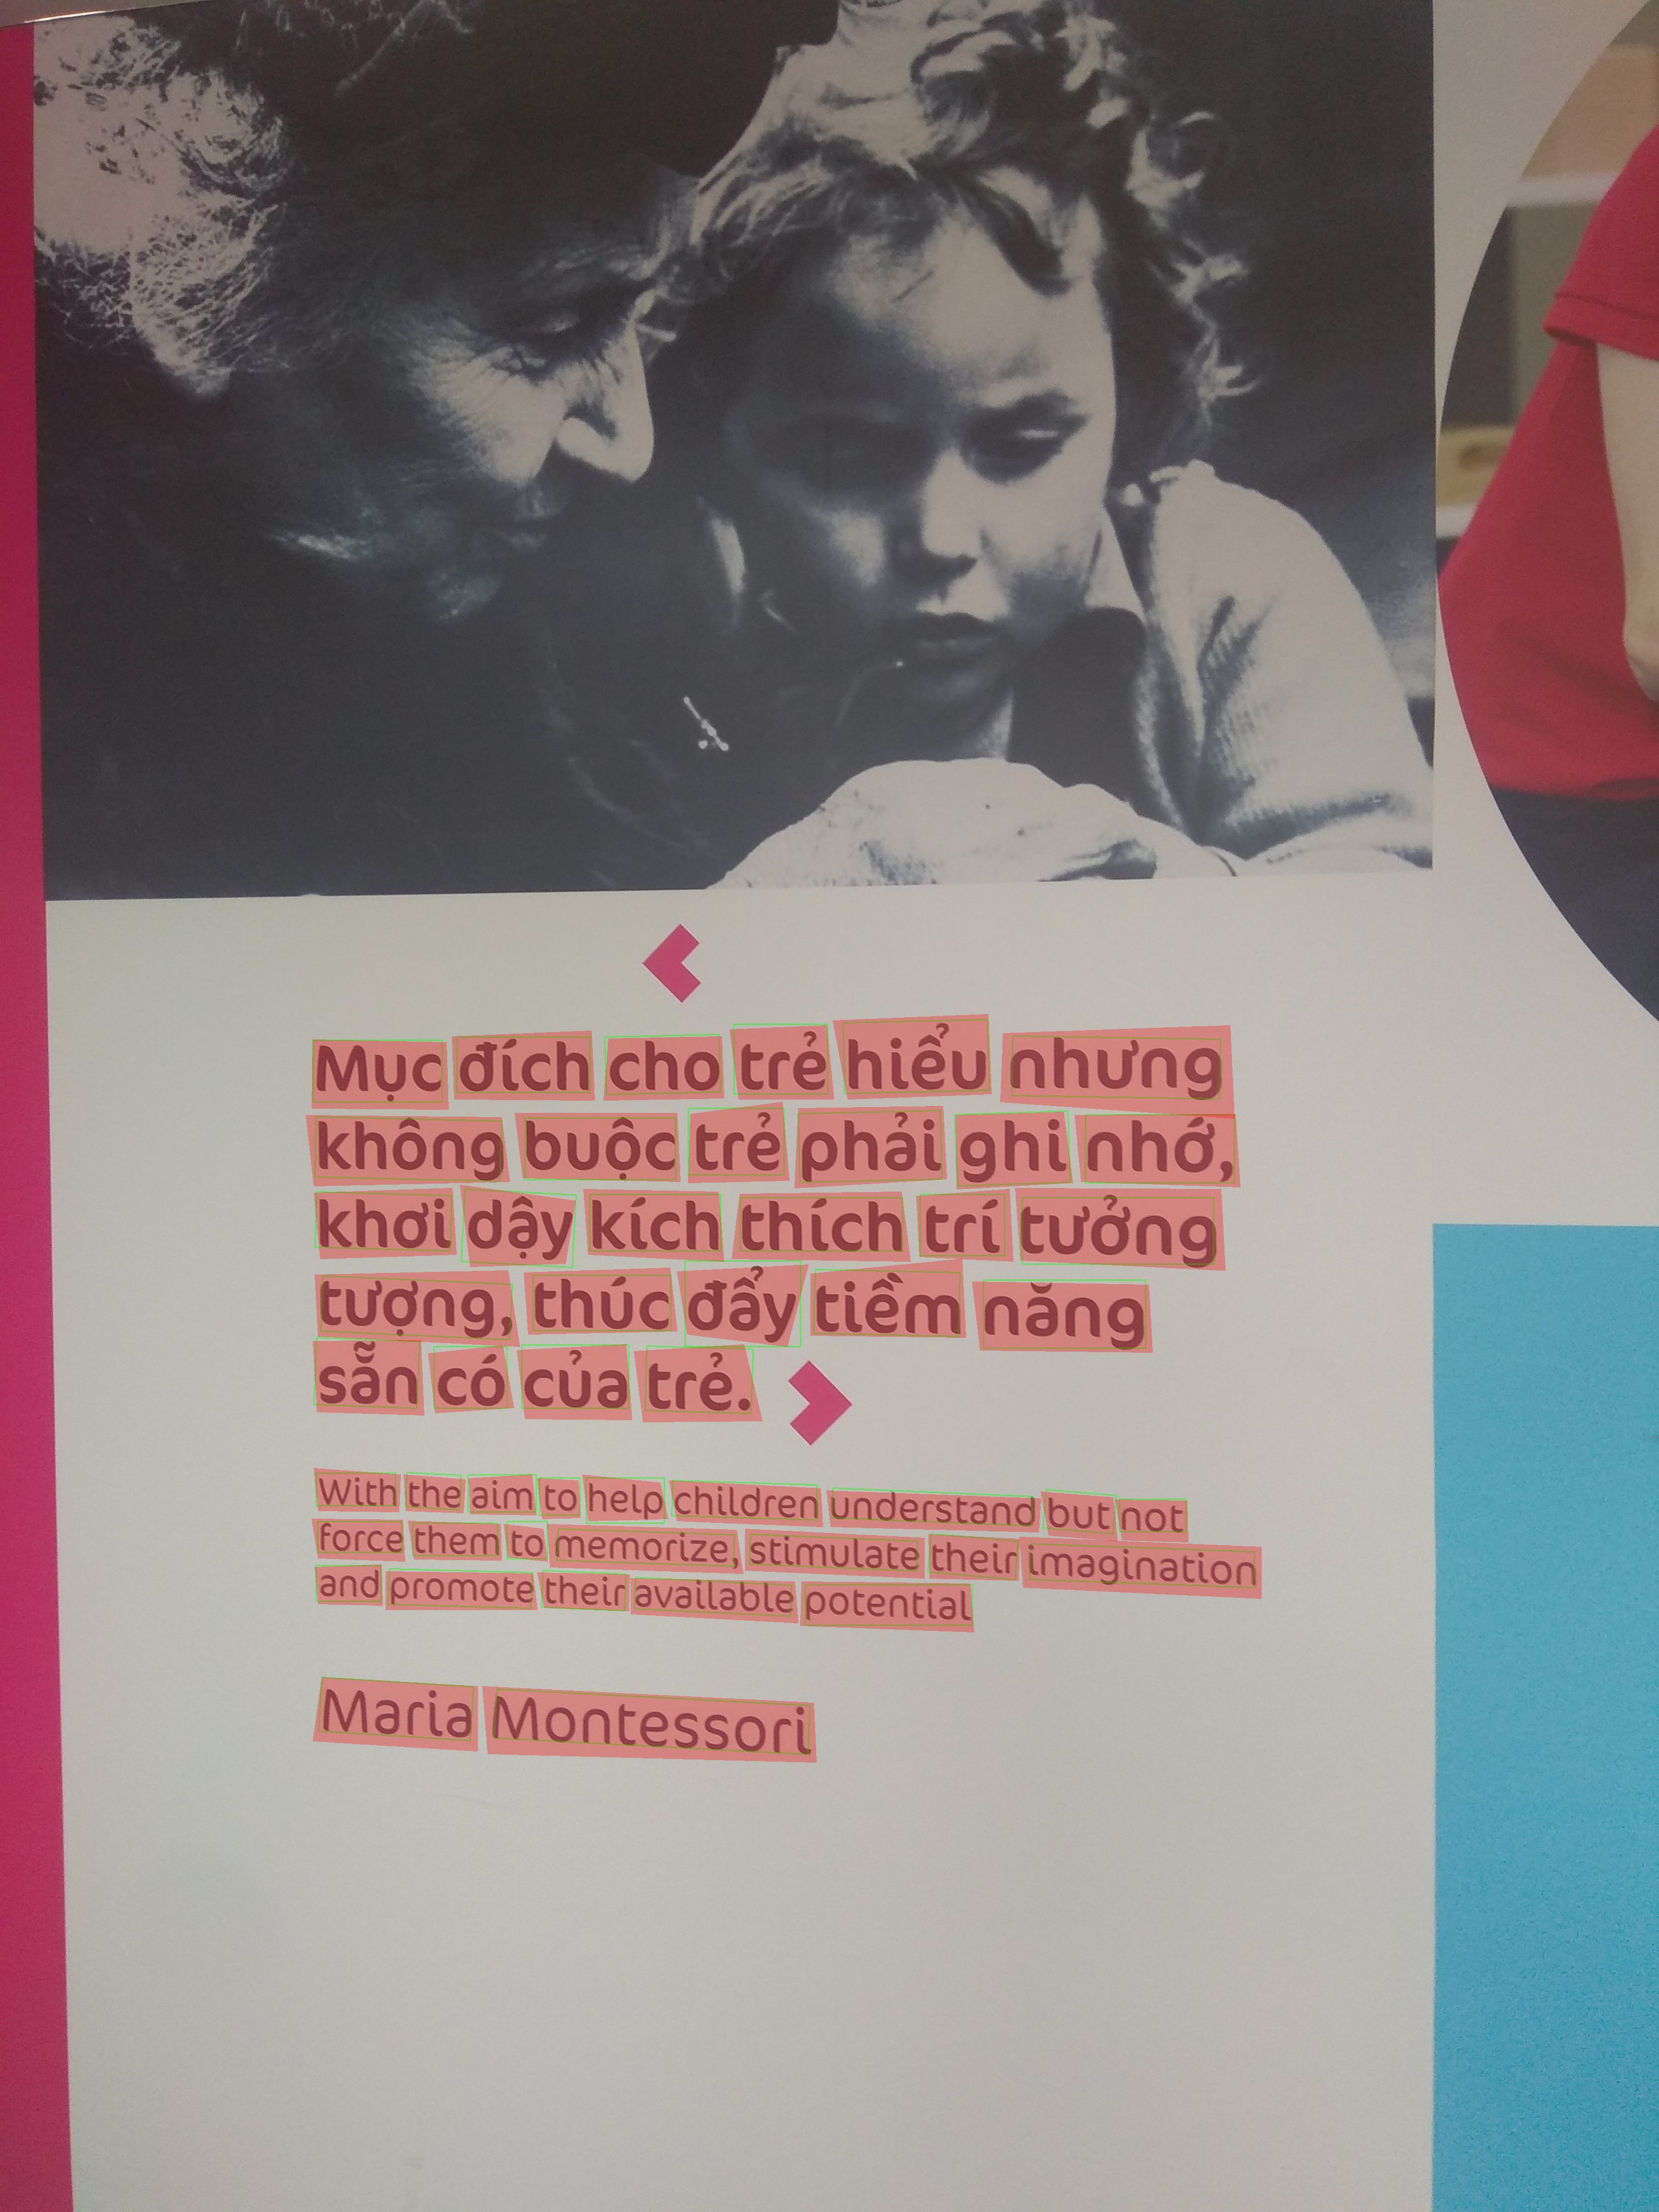 Mục đích cho trẻ hiểu nhưng
không buộc trẻ phải ghi nhớ,
khơi dậy kích thích trí tưởng
tượng, thúc đẩy tiềm năng
sẵn có của trẻ.
With the aim to help children understand but not
force them to memorize, stimulate their imagination
and promote their available potential
Maria Montessori